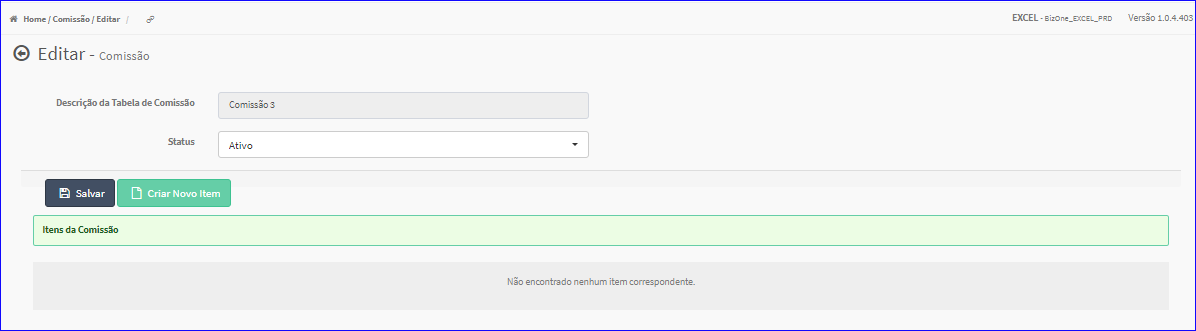 Home / Comissão / Editar /
EXCEL - BizOne_EXCEL_PRD Versão 1.0.4.403
Editar - Comissão
Descrição da Tabela de Comissão Comissão 3
Status Ativo
Salvar Criar Novo Item
Itens da Comissão
Não encontrado nenhum item correspondente.